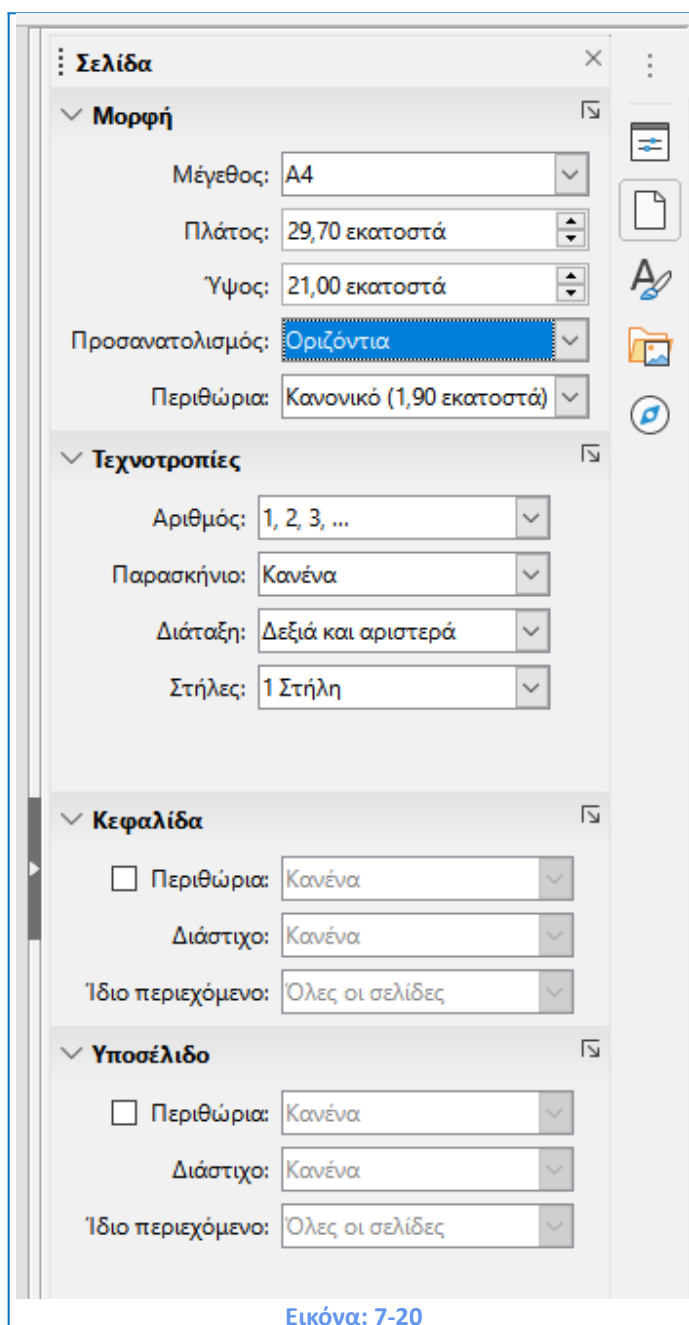 Σελίδα
Μορφή
Μέγεθος: A4
Πλάτος: 29,70 εκατοστά
Ύψος: 21,00 εκατοστά
Προσανατολισμός: Οριζόντια
Περιθώρια: Κανονικό (1,90 εκατοστά)
Τεχνοτροπίες
Αριθμός: 1, 2, 3, ...
Παρασκήνιο: Κανένα
Διάταξη: Δεξιά και αριστερά
Στήλες: 1 Στήλη
Κεφαλίδα
Περιθώρια: Κανένα
Διάστιχο: Κανένα
Ίδιο περιεχόμενο: Όλες οι σελίδες
Υποσέλιδο
Περιθώρια: Κανένα
Διάστιχο: Κανένα
Ίδιο περιεχόμενο: Όλες οι σελίδες
Εικόνα: 7-20